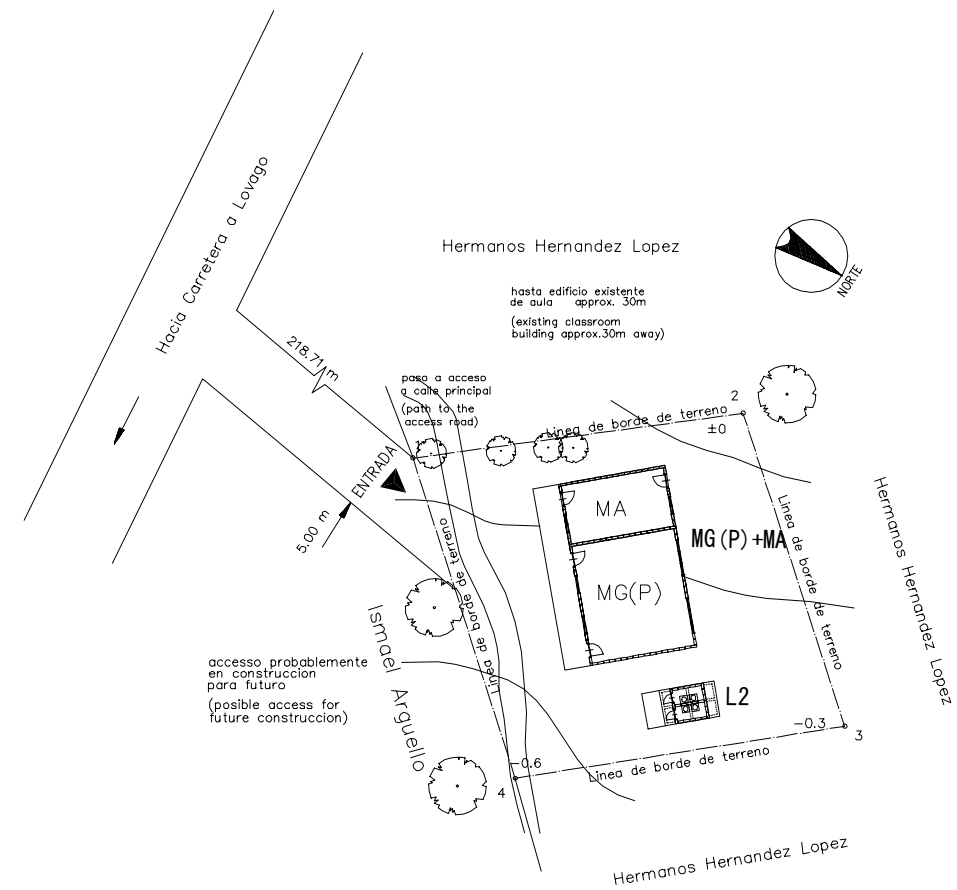 Hacia Carretera a Lovago
Hermanos Hernandez Lopez
NORTE
hasta edificio existente
de aula approx. 30m
(existing classroom
building approx.30m away)
218.71 m
paso a acceso
a calle principal
(path to the
access road)
2
Linea de borde de terreno
±0
1
ENTRADA
5.00 m
MA
MG(P)
MG(P)+MA
Linea de borde de terreno
Linea de borde de terreno
Hermanos Hernandez Lopez
Ismael Arguello
accesso probablemente
en construccion
para futuro
(posible access for
future construccion)
L2
-0.3
3
-0.6
4
Linea de borde de terreno
Hermanos Hernandez Lopez